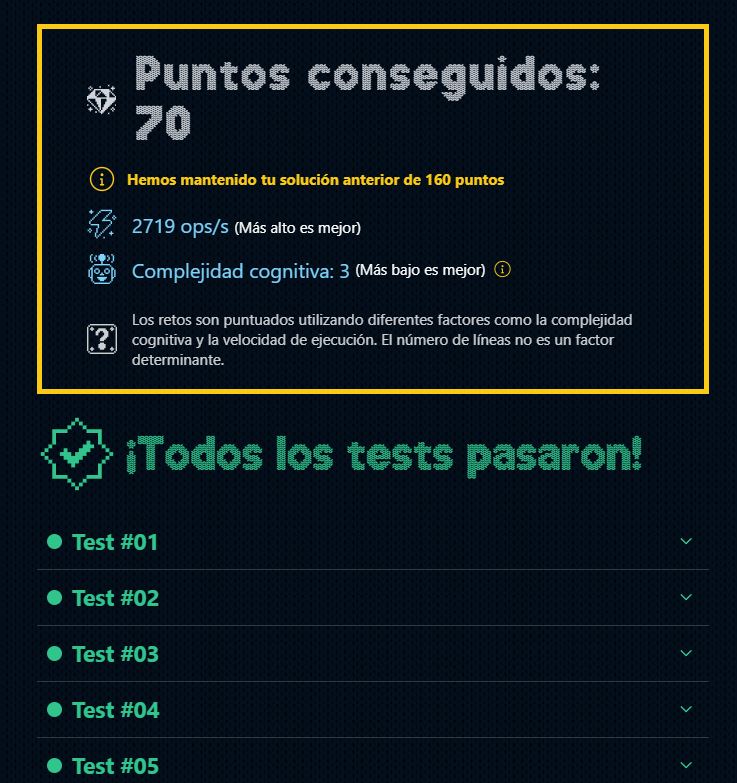 Puntos conseguidos:
70
Hemos mantenido tu solución anterior de 160 puntos
2719 ops/s (Más alto es mejor)
Complejidad cognitiva: 3 (Más bajo es mejor)
Los retos son puntuados utilizando diferentes factores como la complejidad
cognitiva y la velocidad de ejecución. El número de líneas no es un factor
determinante.
¡Todos los tests pasaron!
Test #01
Test #02
Test #03
Test #04
Test #05